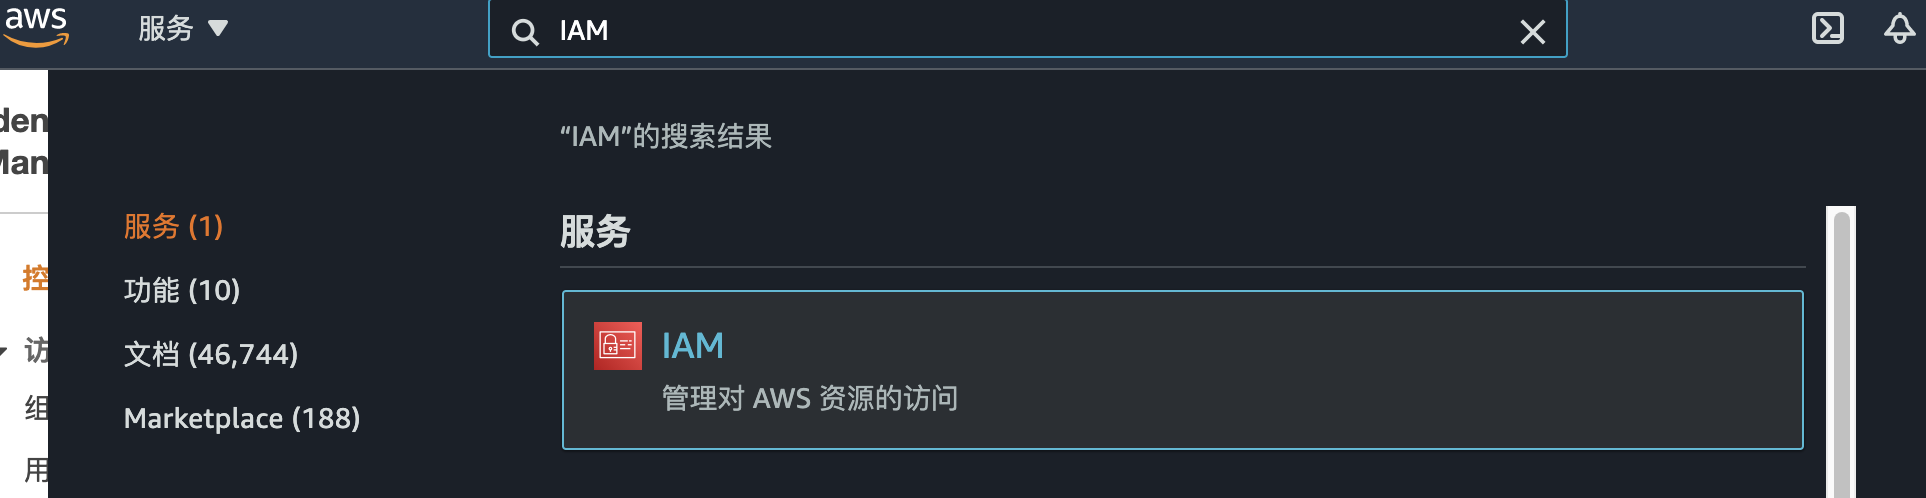 aws
服务
IAM
“IAM”的搜索结果
服务 (1)
功能 (10)
文档 (46,744)
Marketplace (188)
服务
IAM
管理对 AWS 资源的访问
den
Man
控
访
组
用